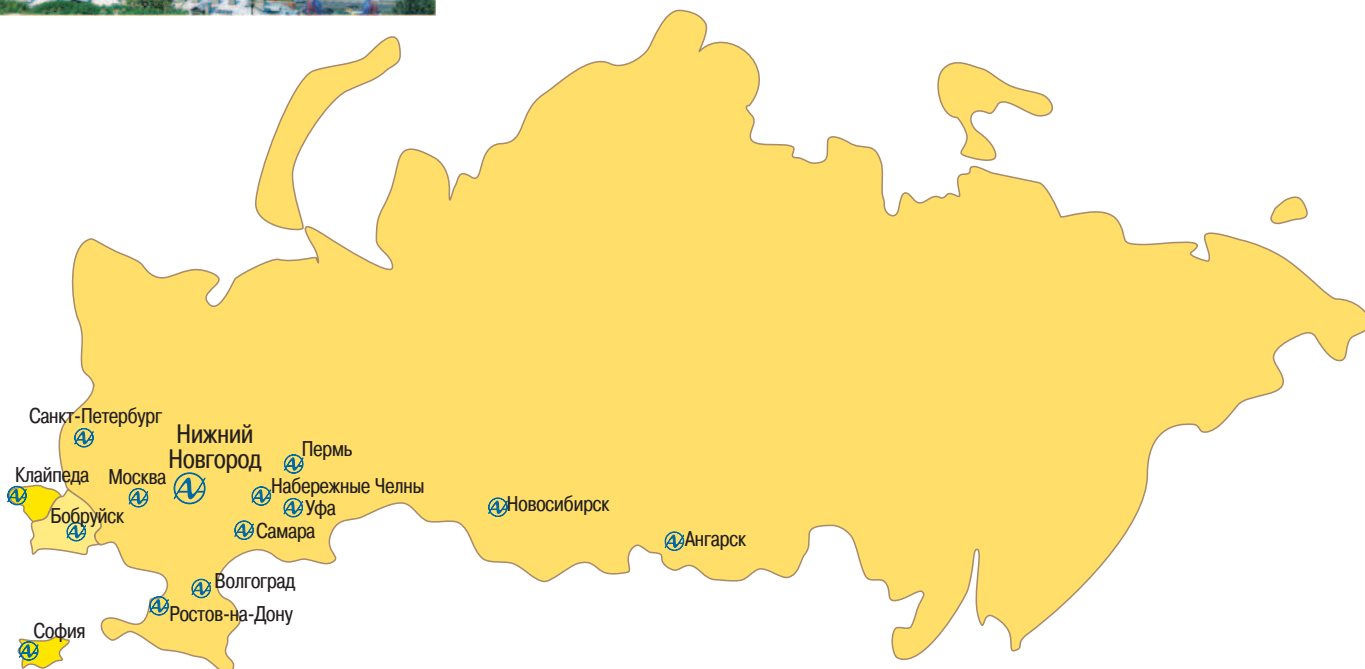 Санкт-Петербург
Нижний
Новгород
Пермь
Клайпеда
Москва
Набережные Челны
Уфа
Новосибирск
Бобруйск
Самара
Ангарск
Волгоград
Ростов-на-Дону
София